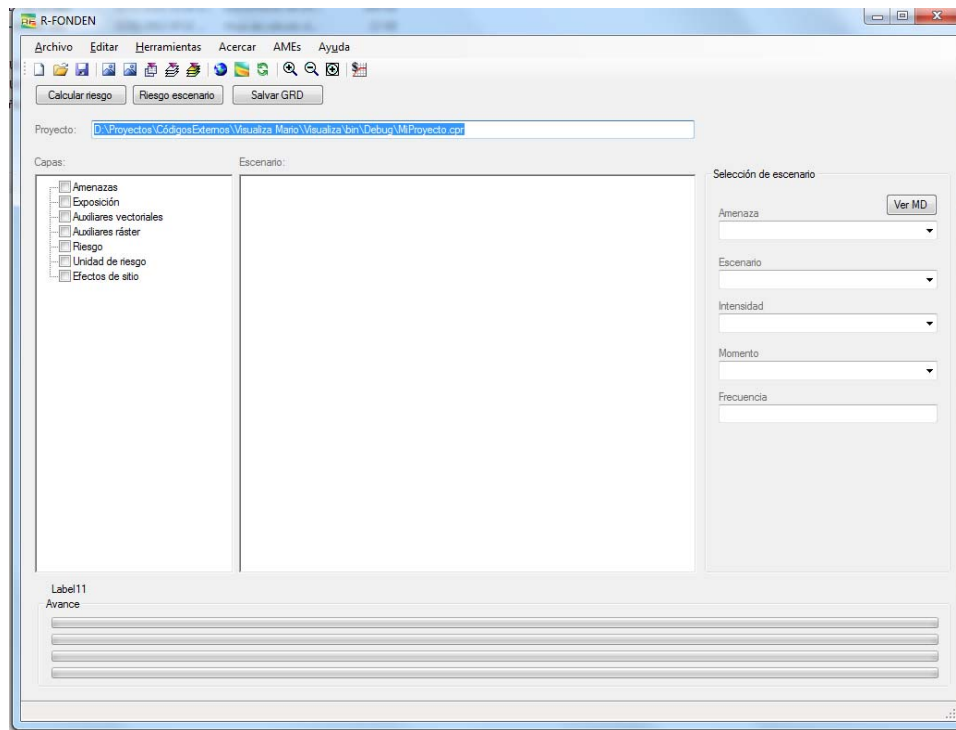 R-FONDEN
Archivo Editar Herramientas Acercar AMEs Ayuda
Calcular riesgo Riesgo escenario Salvar GRD
Proyecto: D:\Proyectos\CódigosExternos\Visualiza Mario\Visualiza\bin\Debug\MiProyecto.cpr
Capas:
Amenazas
Exposición
Auxiliares vectoriales
Auxiliares ráster
Riesgo
Unidad de riesgo
Efectos de sitio
Escenario:
Selección de escenario
Ver MD
Amenaza
Escenario
Intensidad
Momento
Frecuencia
Label11
Avance